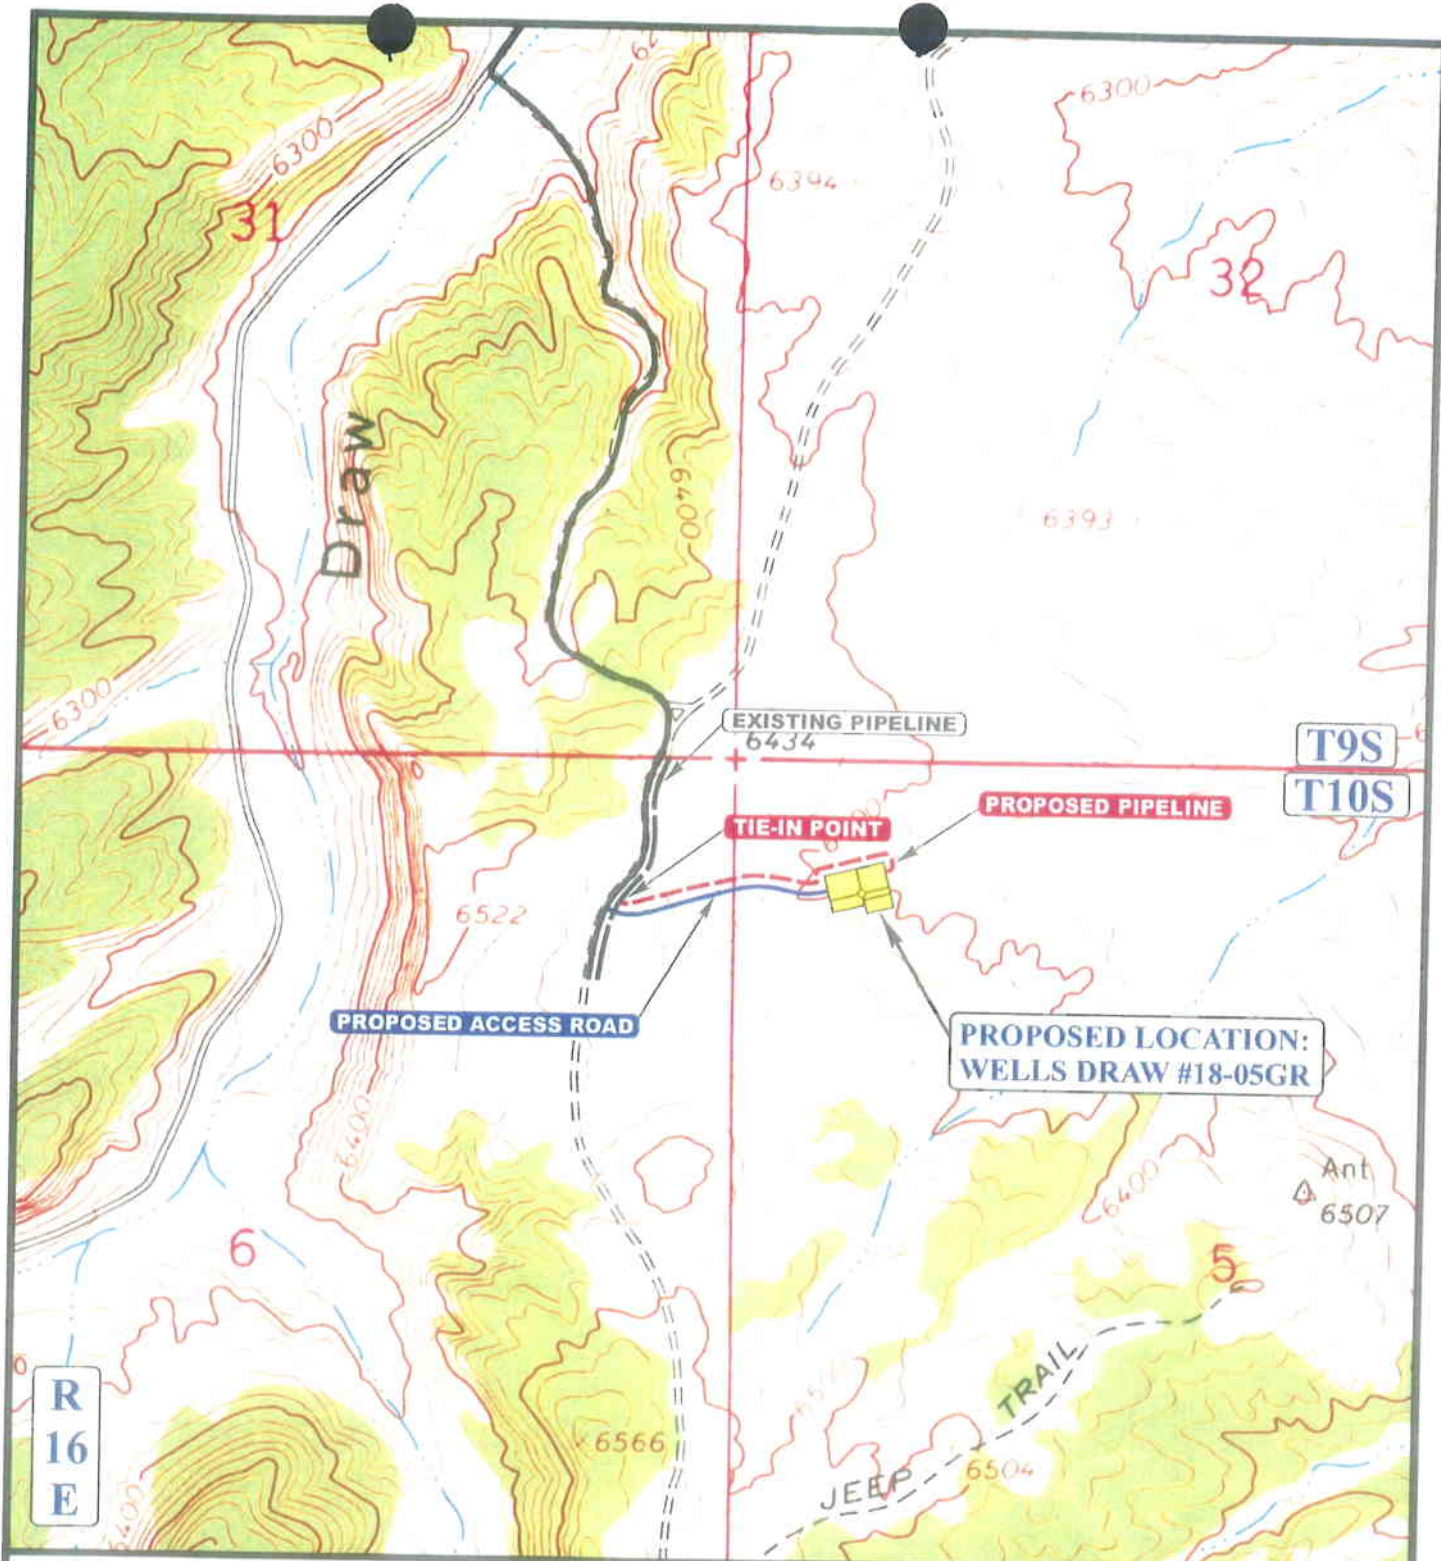 6300
6300
31
6394
32
Draw
6400
6393
6300
EXISTING PIPELINE
6434
T9S
T10S
PROPOSED PIPELINE
TIE-IN POINT
6522
PROPOSED ACCESS ROAD
PROPOSED LOCATION:
WELLS DRAW #18-05GR
6400
6400
Ant
6507
6
5
R
16
E
TRAIL
JEEP
6504
6566
6400